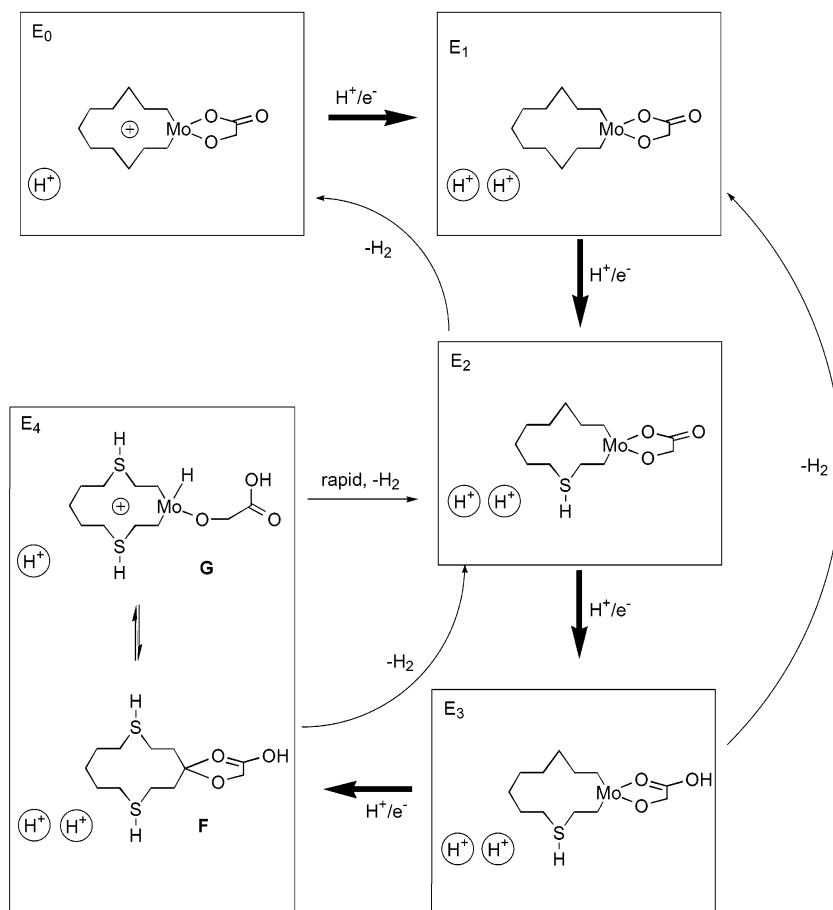 E0
Mo
O
O
O
H+
H+/e-
E1
Mo
O
O
O
H+ H+
-H2
H+/e-
E2
Mo
O
O
O
S
H
H+ H+
-H2
H+/e-
E4
H
S
H
Mo
O
OH
O
S
H
H+
G
rapid, -H2
-H2
H
S
O
OH
O
S
H
H+ H+
F
H+/e-
E3
Mo
O
OH
O
S
H
H+ H+